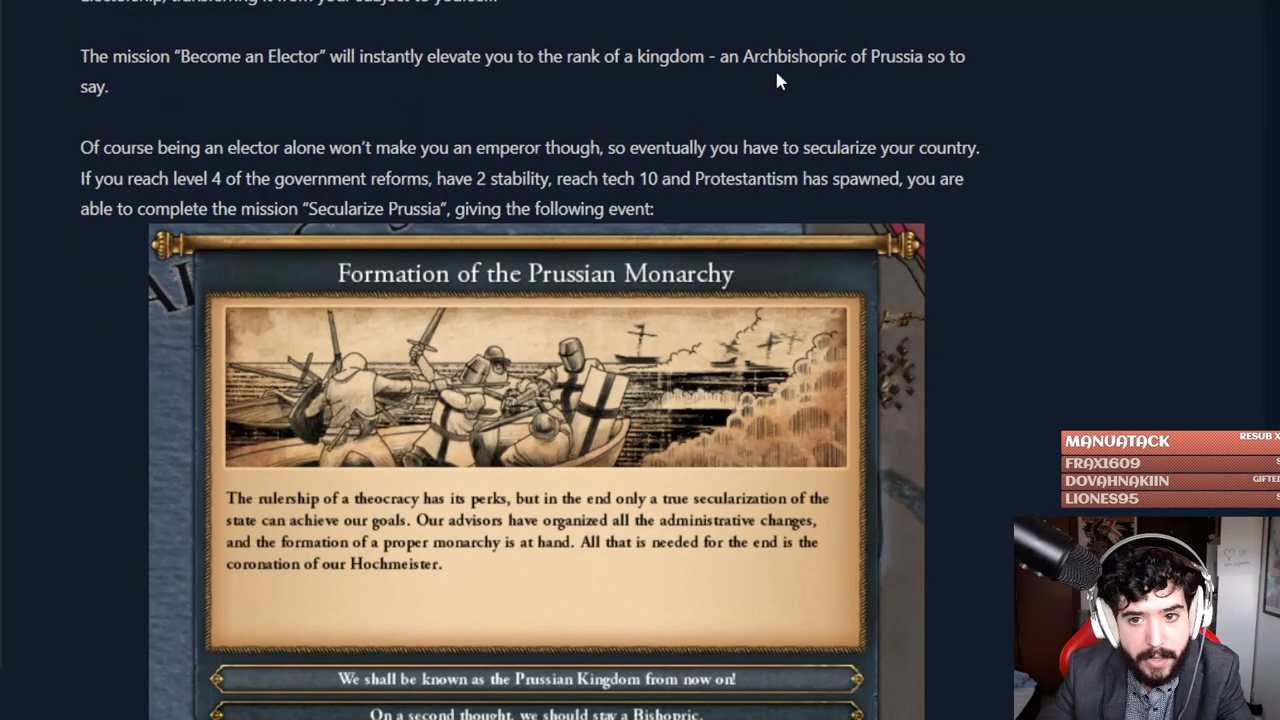 The mission “Become an Elector” will instantly elevate you to the rank of a kingdom - an Archbishopric of Prussia so to
say.
Of course being an elector alone won’t make you an emperor though, so eventually you have to secularize your country.
If you reach level 4 of the government reforms, have 2 stability, reach tech 10 and Protestantism has spawned, you are
able to complete the mission “Secularize Prussia”, giving the following event:
Formation of the Prussian Monarchy
The rulership of a theocracy has its perks, but in the end only a true secularization of the
state can achieve our goals. Our advisors have organized all the administrative changes,
and the formation of a proper monarchy is at hand. All that is needed for the end is the
coronation of our Hochmeister.
We shall be known as the Prussian Kingdom from now on!
On a second thought, we should stay a Bishopric.
MANUATACK RESUB X
FRAX1609
DOVAHNAKIIN GIFTED
LIONES95